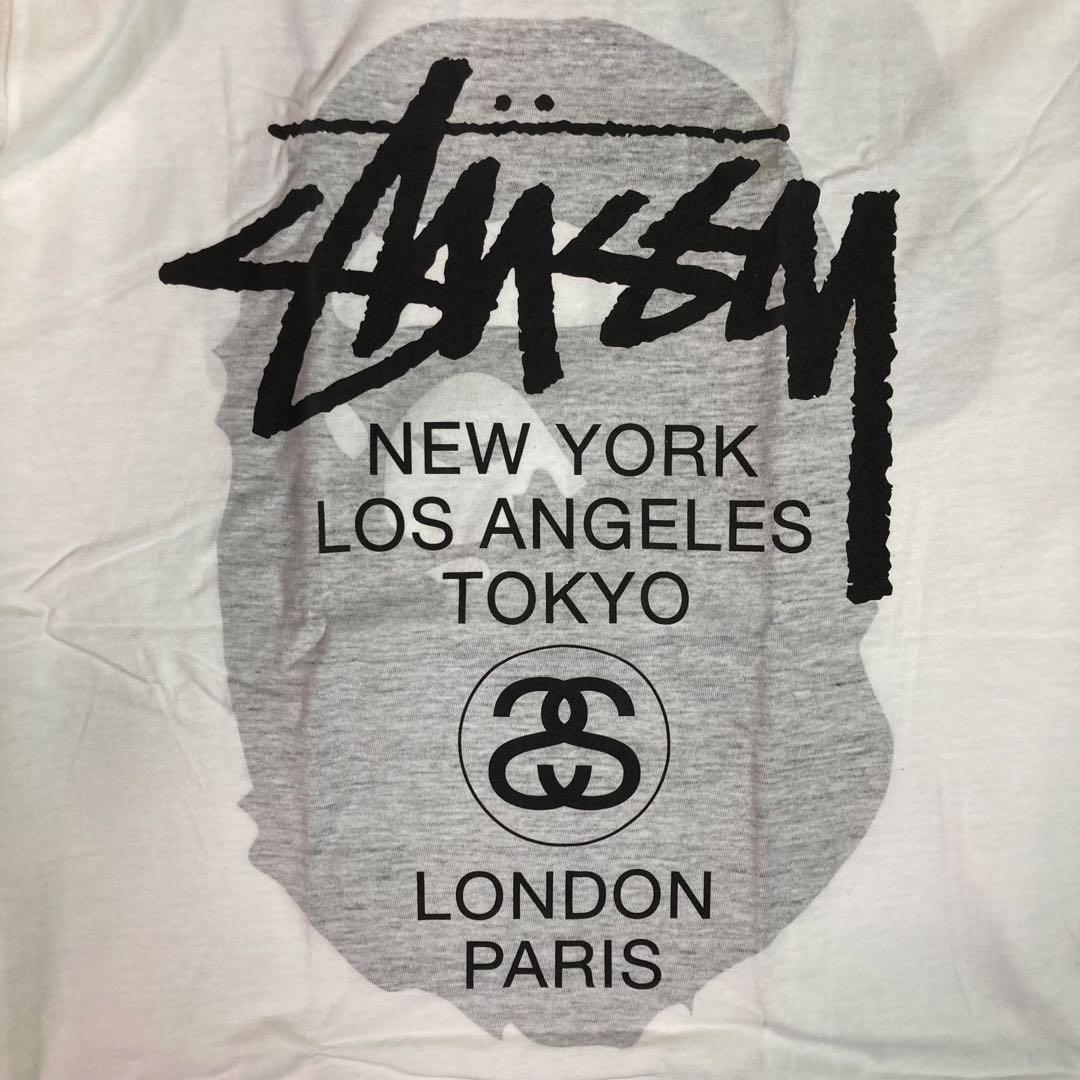 Stüssy
NEW YORK
LOS ANGELES
TOKYO
LONDON
PARIS